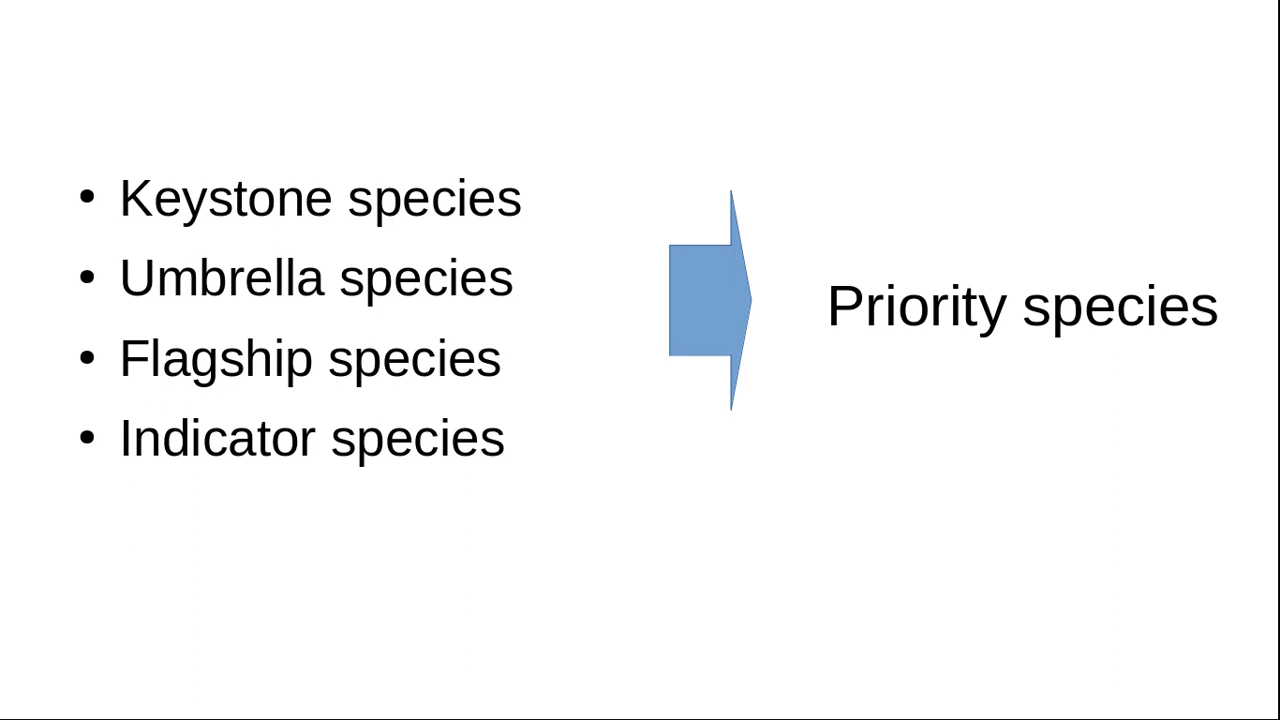 • Keystone species
• Umbrella species
• Flagship species
• Indicator species
Priority species